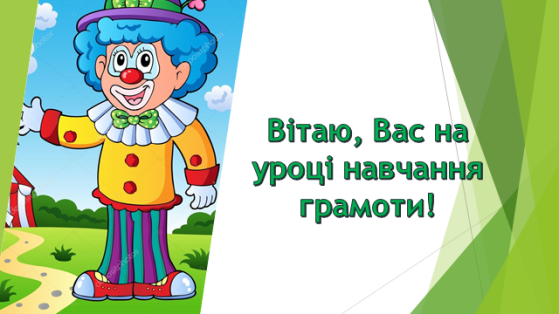 Вітаю, Вас на
уроці навчання
грамоти!